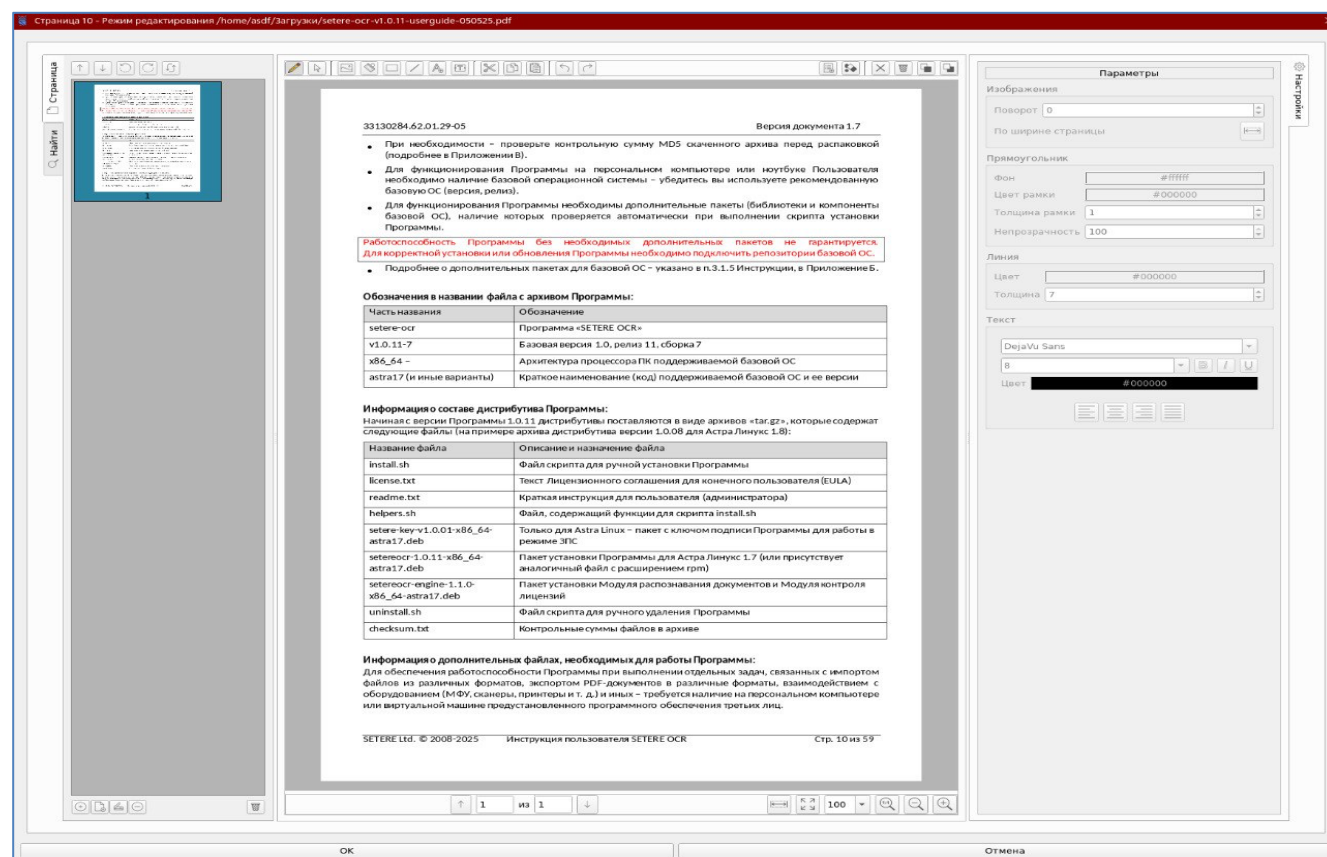 Страница 10 – Режим редактирования /home/asdf/Загрузки/setere-ocr-v1.0.11-userguide-050525.pdf
Страница
Найти
1
33130284.62.01.29-05 Версия документа 1.7
• При необходимости – проверьте контрольную сумму MD5 скаченного архива перед распаковкой
(подробнее в Приложении В).
• Для функционирования Программы на персональном компьютере или ноутбуке Пользователя
необходимо наличие базовой операционной системы – убедитесь вы используете рекомендованную
базовую ОС (версия, релиз).
• Для функционирования Программы необходимы дополнительные пакеты (библиотеки и компоненты
базовой ОС), наличие которых проверяется автоматически при выполнении скрипта установки
Программы.
Работоспособность Программы без необходимых дополнительных пакетов не гарантируется.
Для корректной установки или обновления Программы необходимо подключить репозитории базовой ОС.
• Подробнее о дополнительных пакетах для базовой ОС – указано в п.3.1.5 Инструкции, в Приложение Б.
Обозначения в названии файла с архивом Программы:
Часть названия Обозначение
setere-ocr Программа «SETERE OCR»
v1.0.11-7 Базовая версия 1.0, релиз 11, сборка 7
x86_64 – Архитектура процессора ПК поддерживаемой базовой ОС
astra17 (и иные варианты) Краткое наименование (код) поддерживаемой базовой ОС и ее версии
Информация о составе дистрибутива Программы:
Начиная с версии Программы 1.0.11 дистрибутивы поставляются в виде архивов «tar.gz», которые содержат
следующие файлы (на примере архива дистрибутива версии 1.0.08 для Астра Линукс 1.8):
Название файла Описание и назначение файла
install.sh Файл скрипта для ручной установки Программы
license.txt Текст Лицензионного соглашения для конечного пользователя (EULA)
readme.txt Краткая инструкция для пользователя (администратора)
helpers.sh Файл, содержащий функции для скрипта install.sh
setere-key-v1.0.01-x86_64- Только для Astra Linux – пакет с ключом подписи Программы для работы в
astra17.deb режиме ЗПС
setereocr-1.0.11-x86_64- Пакет установки Программы для Астра Линукс 1.7 (или присутствует
astra17.deb аналогичный файл с расширением rpm)
setereocr-engine-1.1.0- Пакет установки Модуля распознавания документов и Модуля контроля
x86_64-astra17.deb лицензий
uninstall.sh Файл скрипта для ручного удаления Программы
checksum.txt Контрольные суммы файлов в архиве
Информация о дополнительных файлах, необходимых для работы Программы:
Для обеспечения работоспособности Программы при выполнении отдельных задач, связанных с импортом
файлов из различных форматов, экспортом PDF-документов в различные форматы, взаимодействием с
оборудованием (МФУ, сканеры, принтеры и т. д.) и иных – требуется наличие на персональном компьютере
или виртуальной машине предустановленного программного обеспечения третьих лиц.
SETERE Ltd. © 2008-2025 Инструкция пользователя SETERE OCR Стр. 10 из 59
1 из 1
100
Параметры
Изображения
Поворот 0
По ширине страницы
Прямоугольник
Фон #ffffff
Цвет рамки #000000
Толщина рамки 1
Непрозрачность 100
Линия
Цвет #000000
Толщина 7
Текст
DejaVu Sans
8 B I U
Цвет #000000
Настройки
OK Отмена